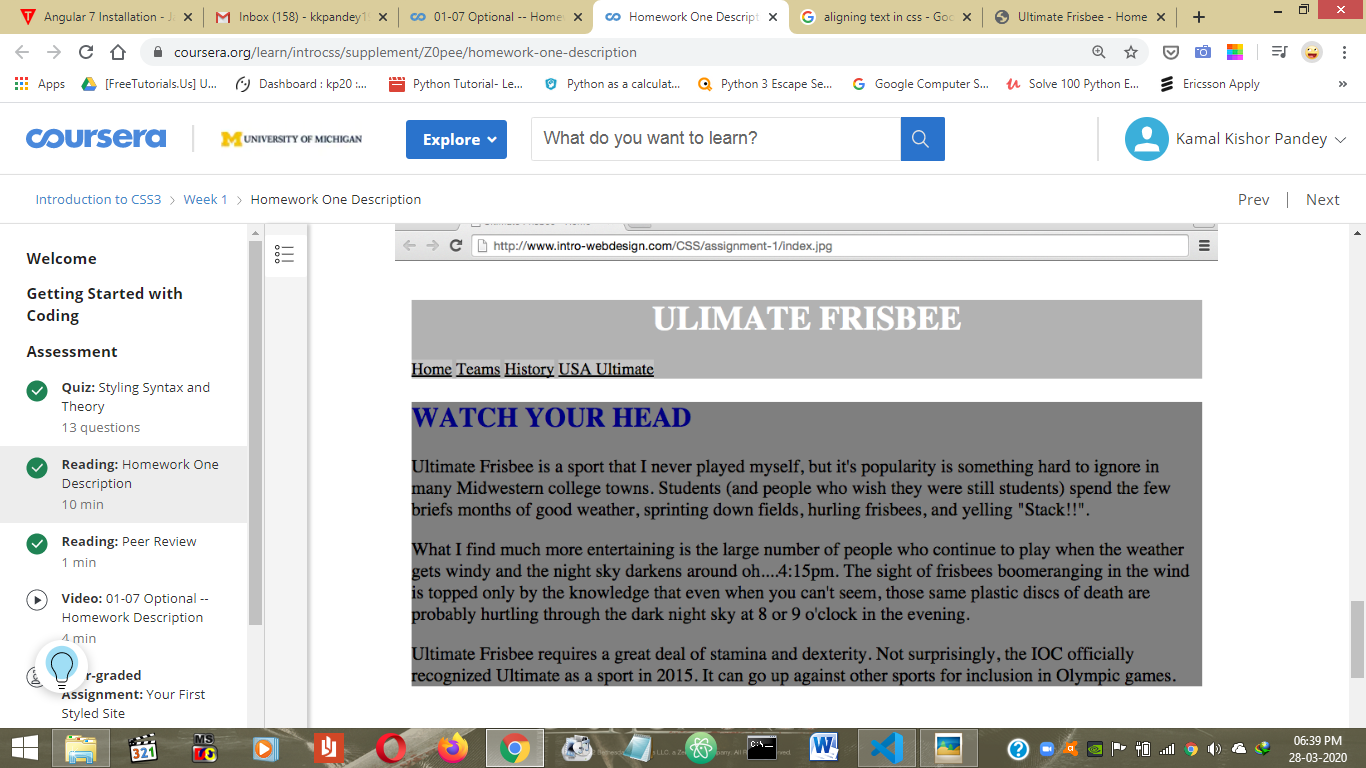 Angular 7 Installation - Ja
Inbox (158) - kkpandey19
01-07 Optional -- Homew
Homework One Descript
aligning text in css - Goo
Ultimate Frisbee - Home
coursera.org/learn/introcss/supplement/Z0pee/homework-one-description
Apps
[FreeTutorials.Us] U...
Dashboard : kp20 :...
Python Tutorial- Le...
Python as a calculat...
Python 3 Escape Se...
Google Computer S...
Solve 100 Python E...
Ericsson Apply
coursera
UNIVERSITY OF MICHIGAN
Explore
What do you want to learn?
Kamal Kishor Pandey
Introduction to CSS3 > Week 1 > Homework One Description
Prev | Next
Welcome
Getting Started with
Coding
Assessment
Quiz: Styling Syntax and
Theory
13 questions
Reading: Homework One
Description
10 min
Reading: Peer Review
1 min
Video: 01-07 Optional --
Homework Description
4 min
r-graded
Assignment: Your First
Styled Site
http://www.intro-webdesign.com/CSS/assignment-1/index.jpg
ULIMATE FRISBEE
Home Teams History USA Ultimate
WATCH YOUR HEAD
Ultimate Frisbee is a sport that I never played myself, but it's popularity is something hard to ignore in
many Midwestern college towns. Students (and people who wish they were still students) spend the few
briefs months of good weather, sprinting down fields, hurling frisbees, and yelling "Stack!!".
What I find much more entertaining is the large number of people who continue to play when the weather
gets windy and the night sky darkens around oh....4:15pm. The sight of frisbees boomeranging in the wind
is topped only by the knowledge that even when you can't seem, those same plastic discs of death are
probably hurtling through the dark night sky at 8 or 9 o'clock in the evening.
Ultimate Frisbee requires a great deal of stamina and dexterity. Not surprisingly, the IOC officially
recognized Ultimate as a sport in 2015. It can go up against other sports for inclusion in Olympic games.
06:39 PM
28-03-2020